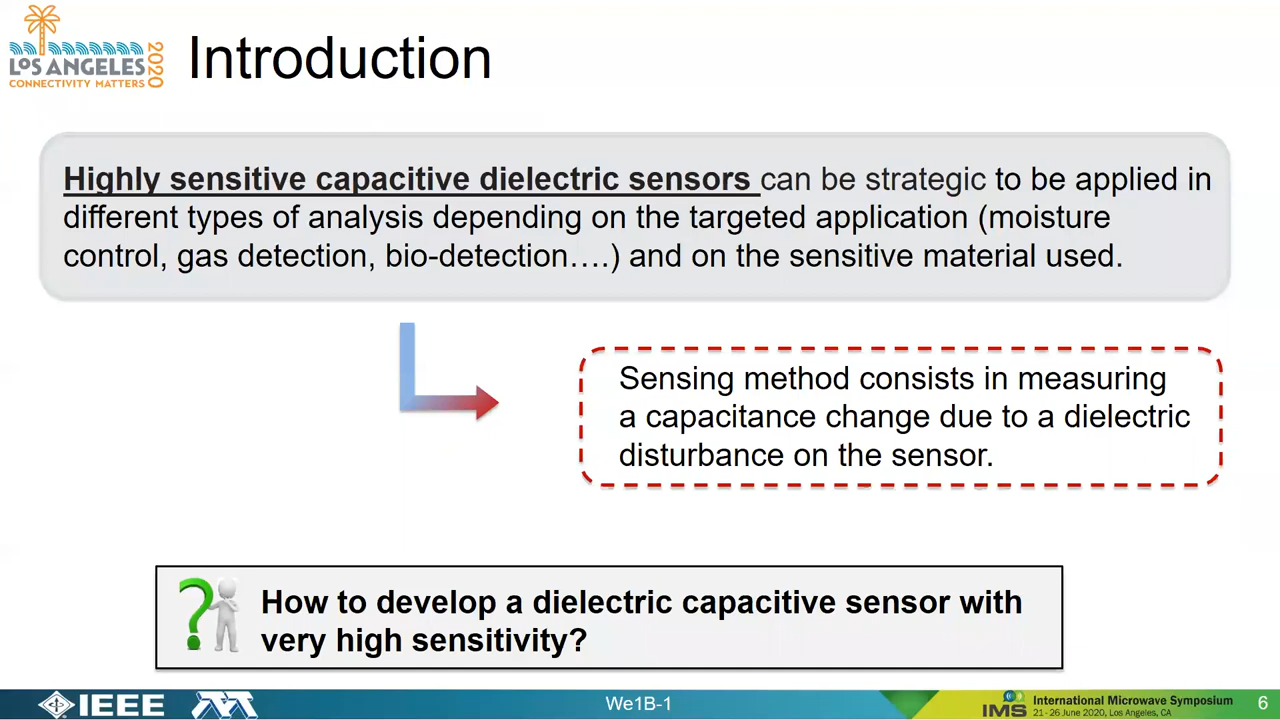 LOS ANGELES 2020
CONNECTIVITY MATTERS
Introduction
Highly sensitive capacitive dielectric sensors can be strategic to be applied in
different types of analysis depending on the targeted application (moisture
control, gas detection, bio-detection….) and on the sensitive material used.
Sensing method consists in measuring
a capacitance change due to a dielectric
disturbance on the sensor.
?
How to develop a dielectric capacitive sensor with
very high sensitivity?
IEEE
We1B-1
IMS
International Microwave Symposium
21 - 26 June 2020, Los Angeles, CA
6